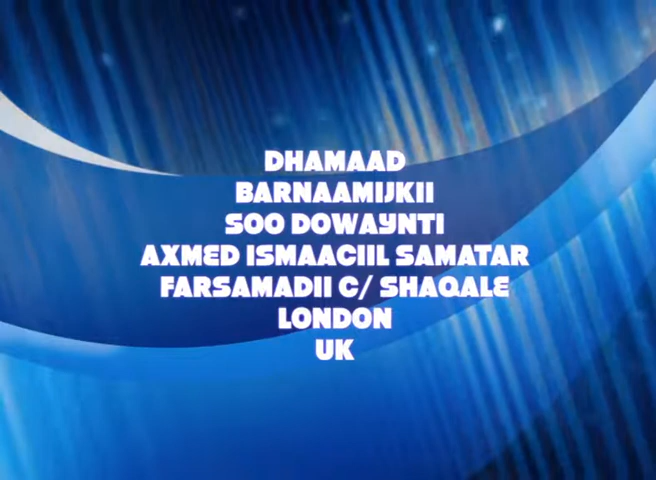 DHAMAAD
BARNAAMIJKII
SOO DOWAYNTI
AXMED ISMAACIIL SAMATAR
FARSAMADII C/ SHAQALE
LONDON
UK